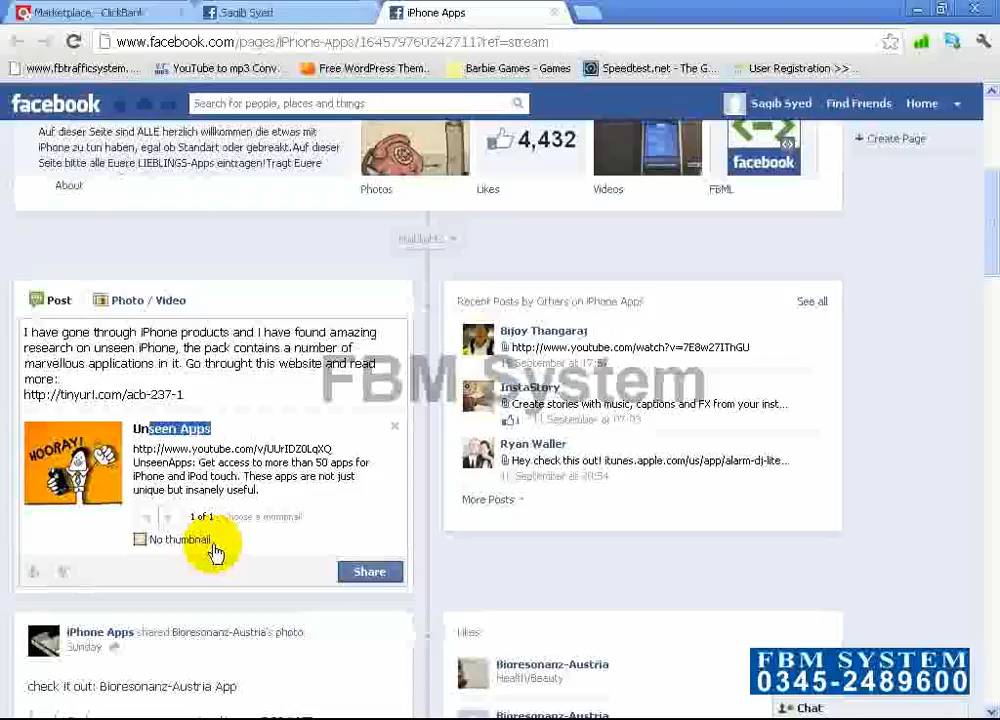 Marketplace - ClickBank
Saqib Syed
iPhone Apps
www.facebook.com/pages/iPhone-Apps/164579760242711?ref=stream
www.fbtrafficsystem....
YouTube to mp3 Conv...
Free WordPress Them...
Barbie Games - Games
Speedtest.net - The G...
User Registration >>...
facebook
Search for people, places and things
Saqib Syed
Find Friends
Home
Auf dieser Seite sind ALLE herzlich willkommen die etwas mit
iPhone zu tun haben, egal ob Standart oder gebreakt.Auf dieser
Seite bitte alle Euere LIEBLINGS-Apps eintragen!Tragt Euere
About
Photos
4,432
Likes
Videos
facebook
FBML
+ Create Page
Highlights
Post
Photo / Video
I have gone through iPhone products and I have found amazing
research on unseen iPhone, the pack contains a number of
marvellous applications in it. Go throught this website and read
more:
http://tinyurl.com/acb-237-1
HOORAY!
Unseen Apps
http://www.youtube.com/v/UUrIDZ0LqXQ
UnseenApps: Get access to more than 50 apps for
iPhone and iPod touch. These apps are not just
unique but insanely useful.
1 of 1 Choose a thumbnail
No thumbnail
Share
Recent Posts by Others on iPhone Apps
See all
Bijoy Thangaraj
http://www.youtube.com/watch?v=7E8w27IThGU
September at 17:57
InstaStory
Create stories with music, captions and FX from your inst...
1
Ryan Waller
Hey check this out! itunes.apple.com/us/app/alarm-dj-lite...
September at 20:54
More Posts
FBM System
iPhone Apps shared Bioresonanz-Austria's photo
Sunday
check it out: Bioresonanz-Austria App
Likes
Bioresonanz-Austria
Health/Beauty
Bioresonanz-Austria
FBM SYSTEM
0345-2489600
Chat